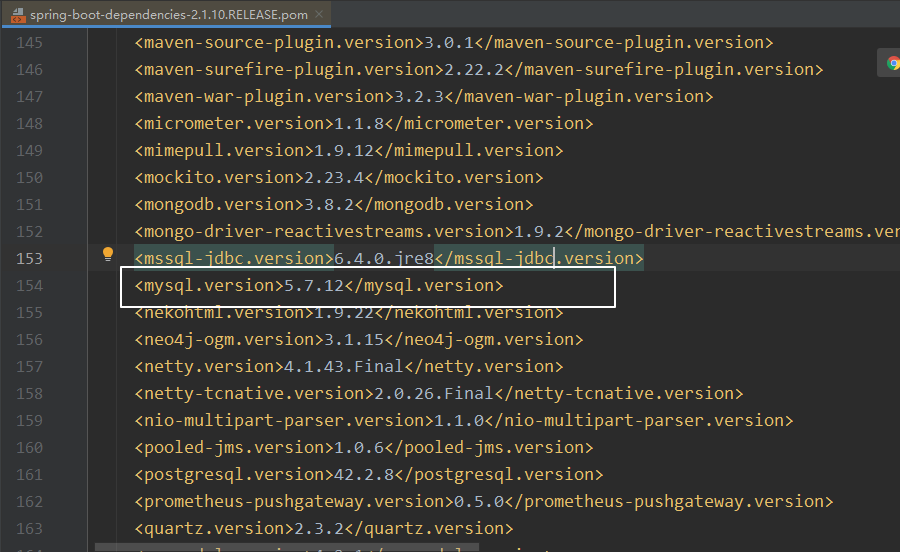 spring-boot-dependencies-2.1.10.RELEASE.pom
145 <maven-source-plugin.version>3.0.1</maven-source-plugin.version>
146 <maven-surefire-plugin.version>2.22.2</maven-surefire-plugin.version>
147 <maven-war-plugin.version>3.2.3</maven-war-plugin.version>
148 <micrometer.version>1.1.8</micrometer.version>
149 <mimepull.version>1.9.12</mimepull.version>
150 <mockito.version>2.23.4</mockito.version>
151 <mongodb.version>3.8.2</mongodb.version>
152 <mongo-driver-reactivestreams.version>1.9.2</mongo-driver-reactivestreams.ver
153 <mssql-jdbc.version>6.4.0.jre8</mssql-jdbc.version>
154 <mysql.version>5.7.12</mysql.version>
155 <nekohtml.version>1.9.22</nekohtml.version>
156 <neo4j-ogm.version>3.1.15</neo4j-ogm.version>
157 <netty.version>4.1.43.Final</netty.version>
158 <netty-tcnative.version>2.0.26.Final</netty-tcnative.version>
159 <nio-multipart-parser.version>1.1.0</nio-multipart-parser.version>
160 <pooled-jms.version>1.0.6</pooled-jms.version>
161 <postgresql.version>42.2.8</postgresql.version>
162 <prometheus-pushgateway.version>0.5.0</prometheus-pushgateway.version>
163 <quartz.version>2.3.2</quartz.version>